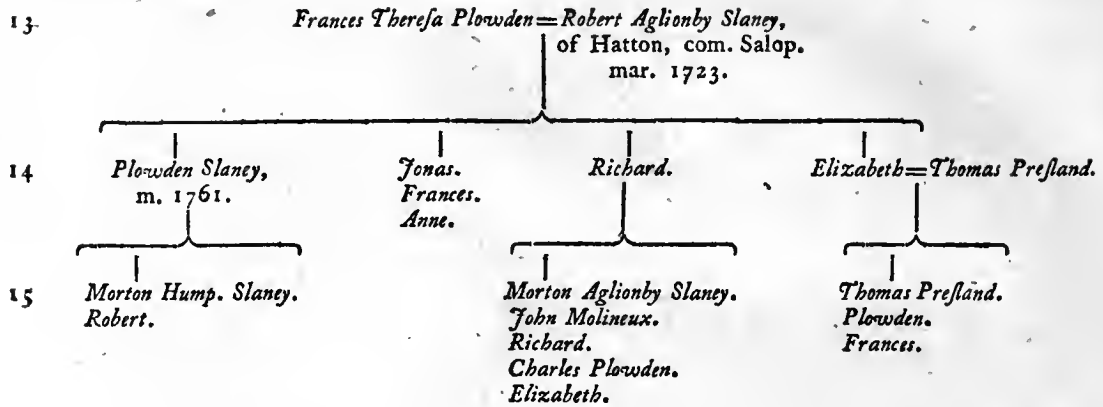 13 Frances Thereſa Plowden=Robert Aglionby Slaney,
of Hatton, com. Salop.
mar. 1723.
14 Plowden Slaney, Jonas. Richard. Elizabeth=Thomas Preſland.
m. 1761. Frances.
Anne.
15 Morton Hump. Slaney. Morton Aglionby Slaney. Thomas Preſland.
Robert. John Molineux. Plowden.
Richard. Frances.
Charles Plowden.
Elizabeth.